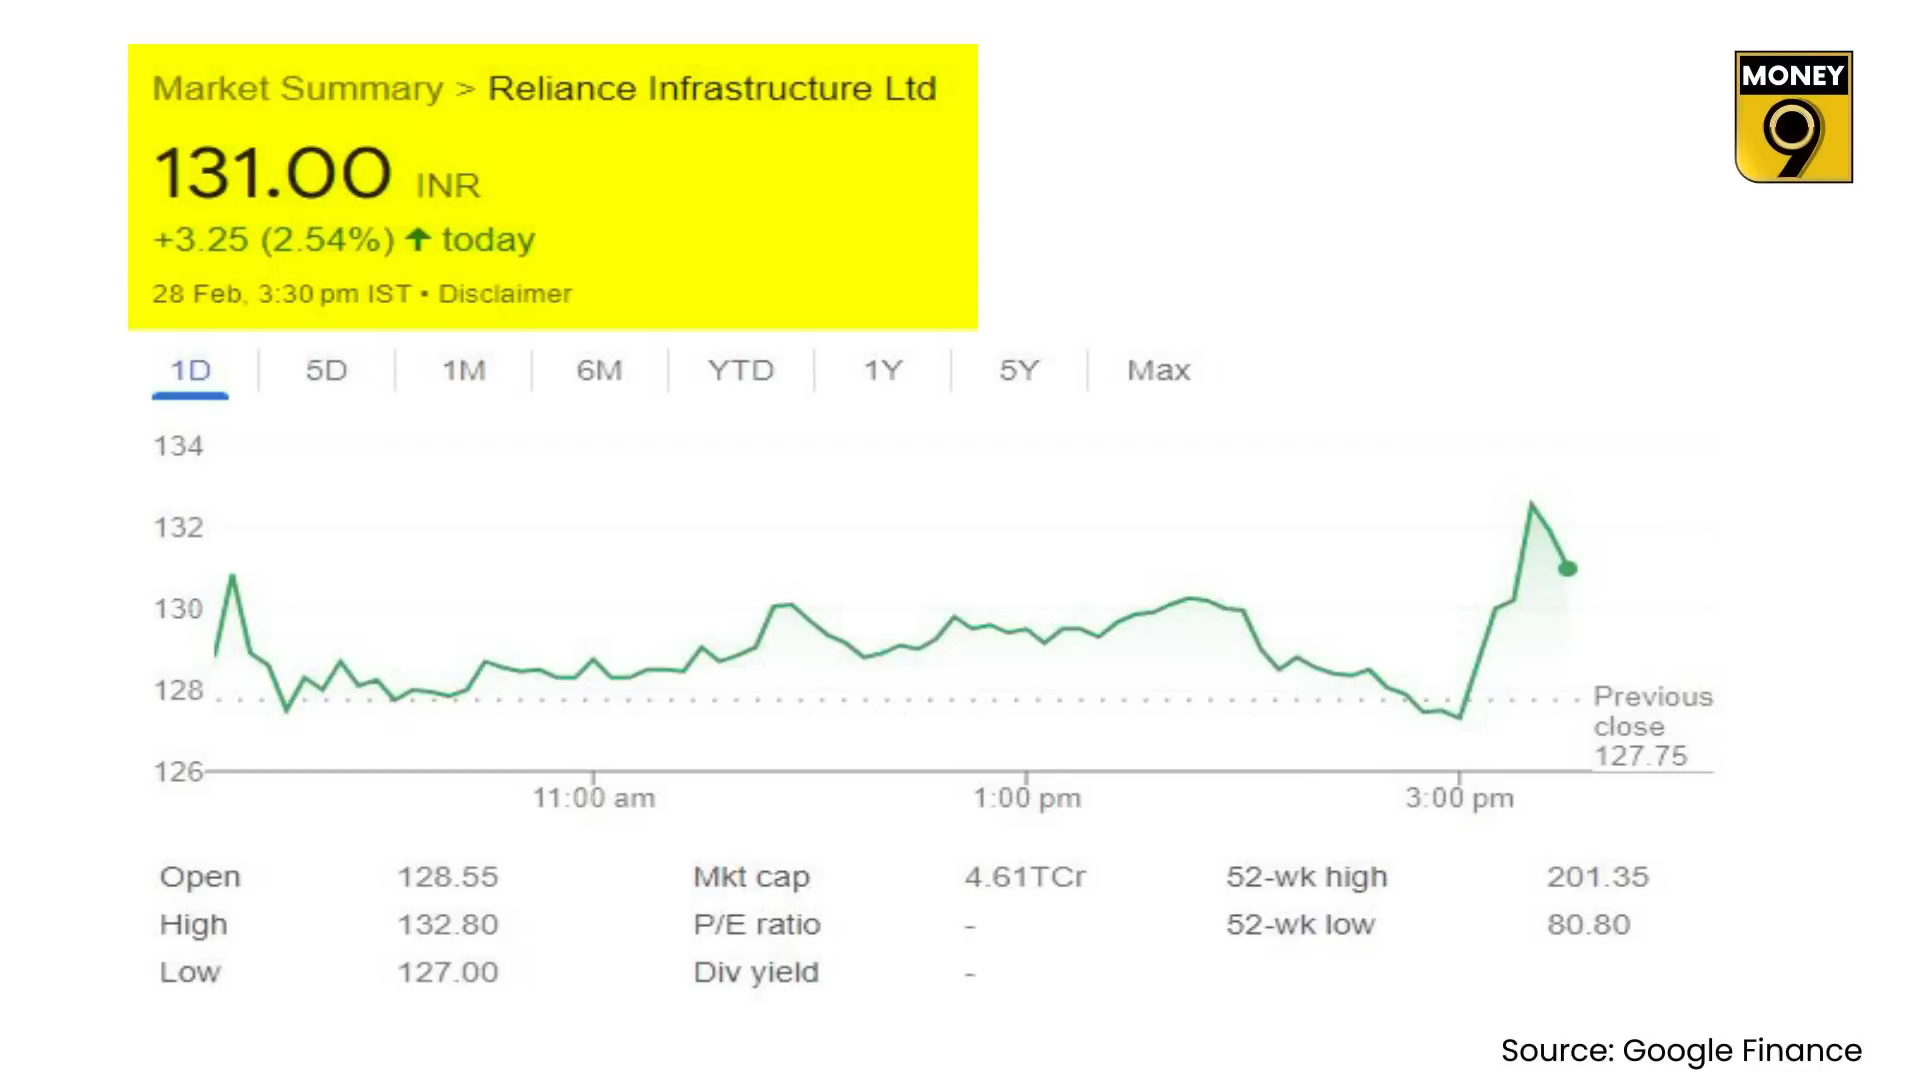 Market Summary > Reliance Infrastructure Ltd
MONEY
9
131.00 INR
+3.25 (2.54%) ↑ today
28 Feb, 3:30 pm IST • Disclaimer
1D 5D 1M 6M YTD 1Y 5Y Max
134
132
130
128
126
Previous
close
127.75
11:00 am 1:00 pm 3:00 pm
Open 128.55 Mkt cap 4.61TCr 52-wk high 201.35
High 132.80 P/E ratio - 52-wk low 80.80
Low 127.00 Div yield -
Source: Google Finance